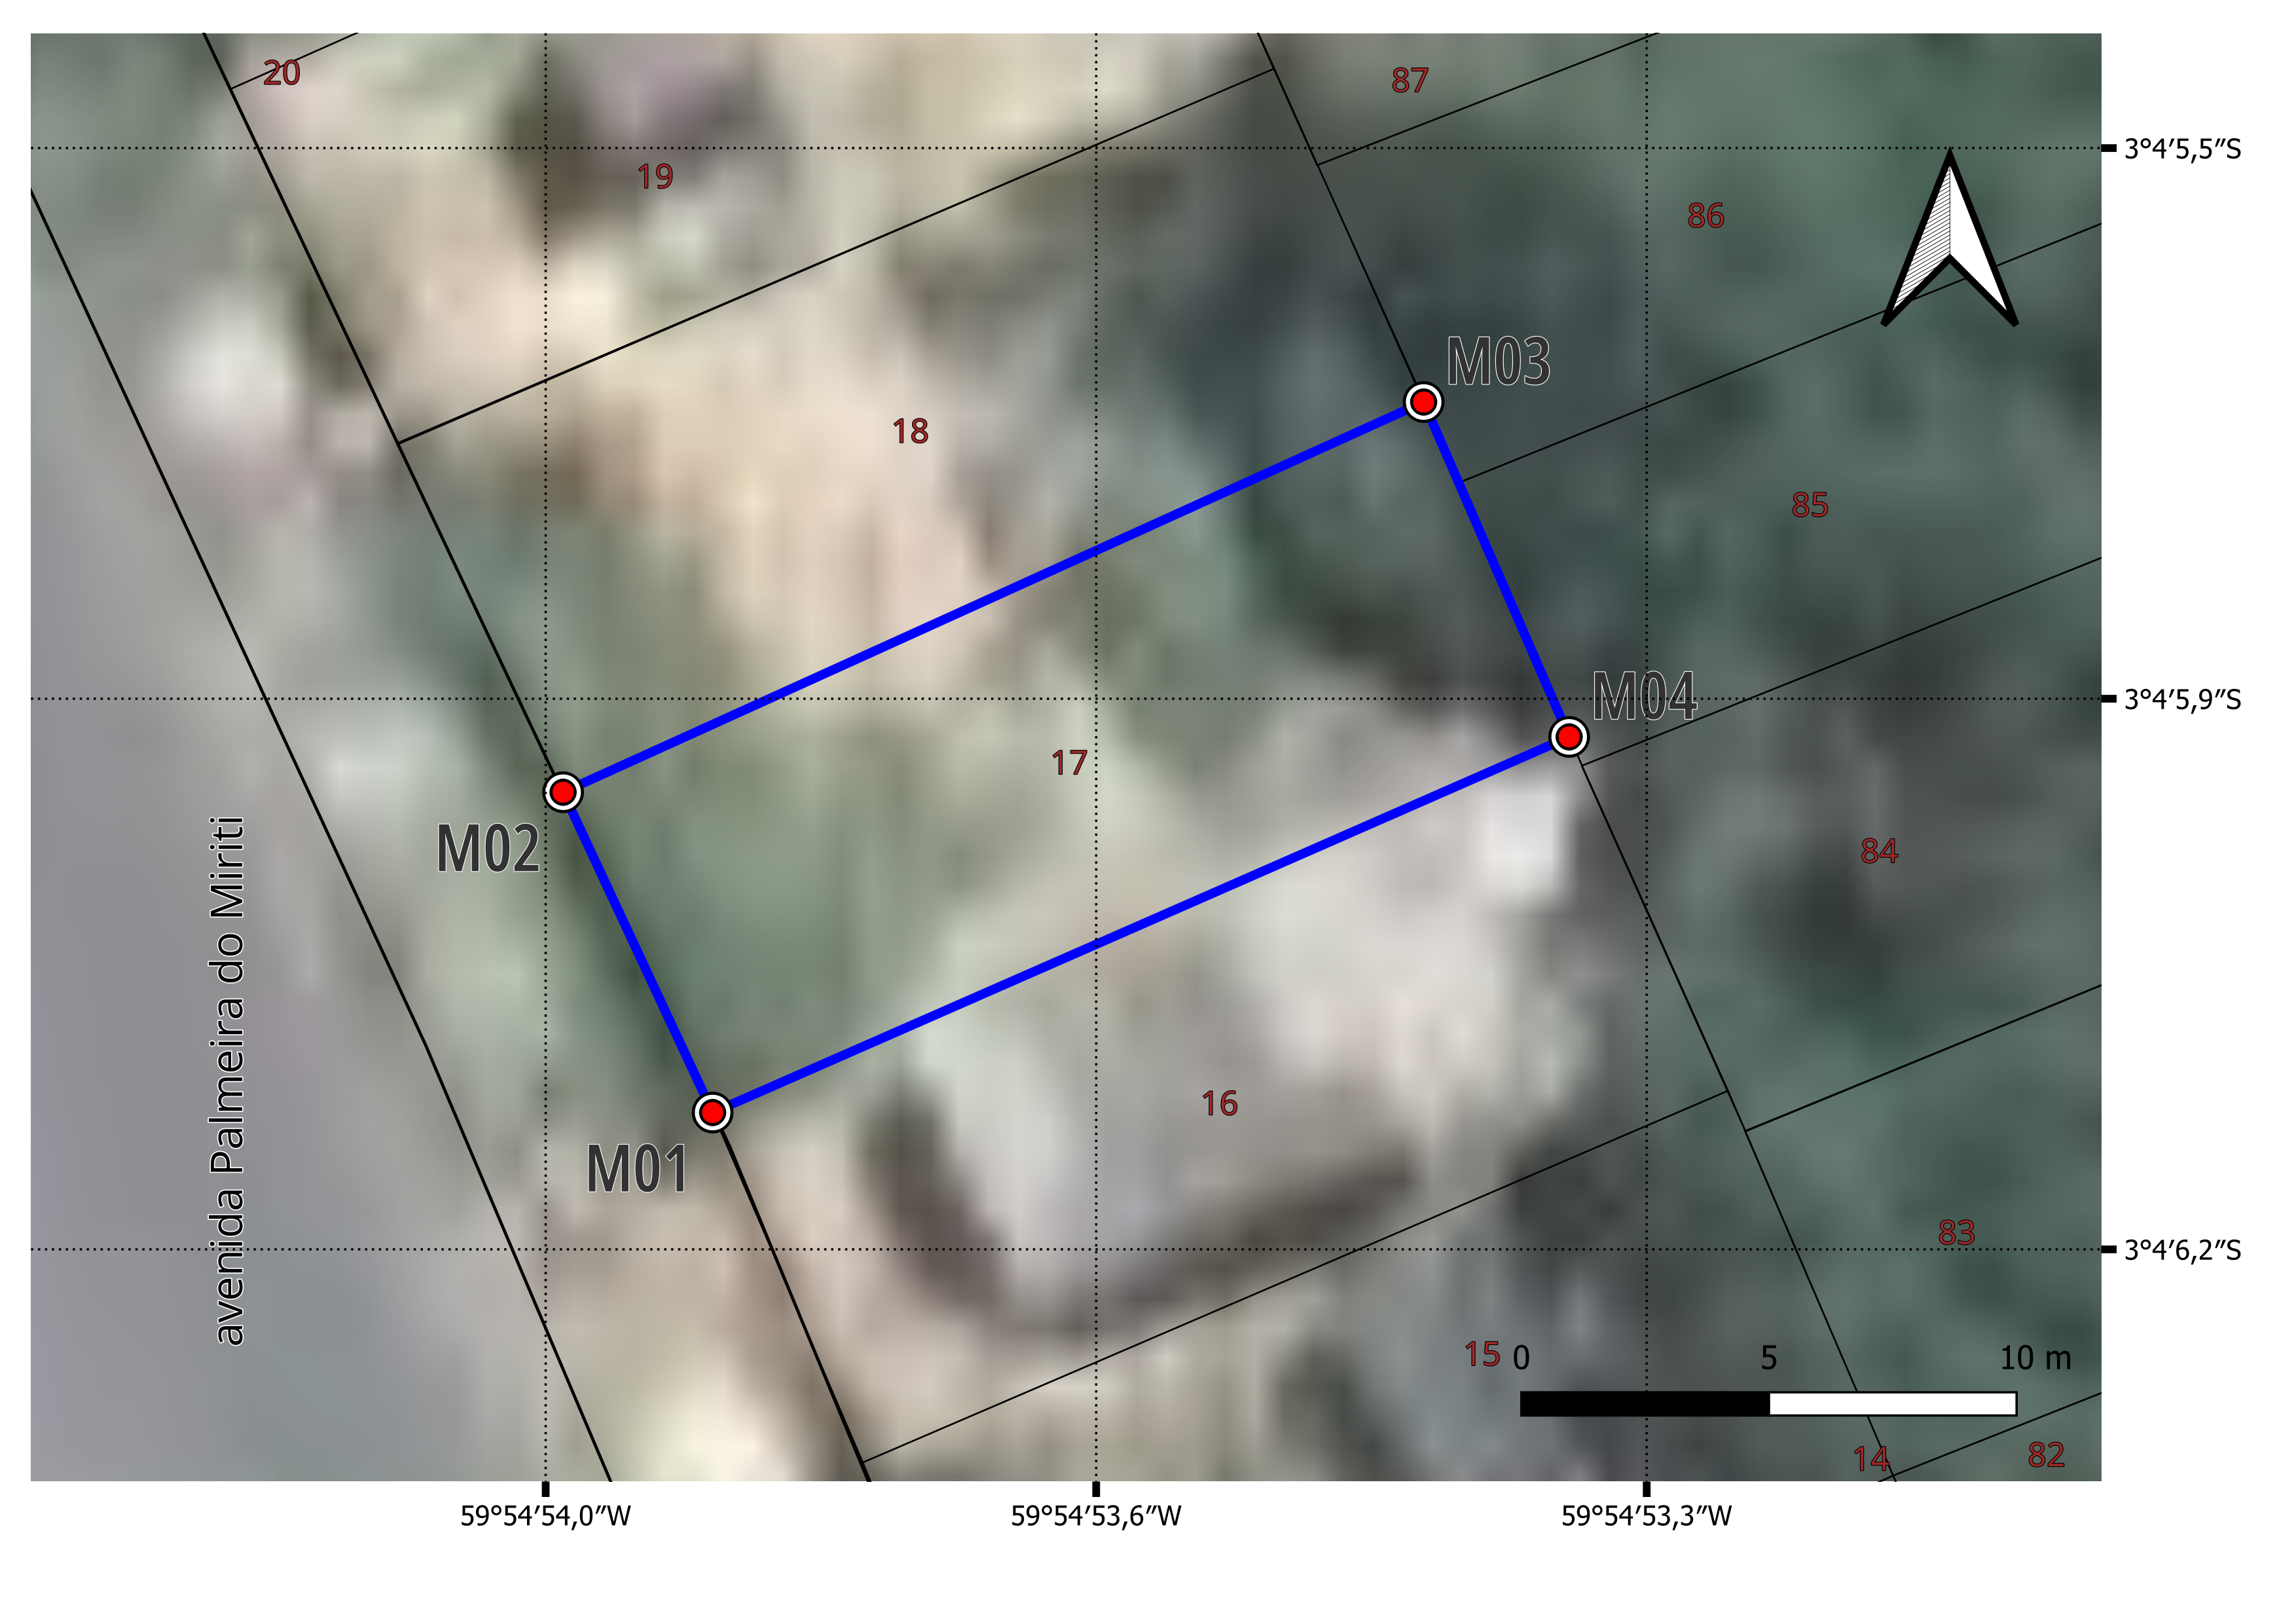 20
87
19
3°4′5,5″S
86
M03
18
85
M04
3°4′5,9″S
17
M02
84
avenida Palmeira do Miriti
M01
16
83
3°4′6,2″S
15
0 5 10 m
14
82
59°54′54,0″W 59°54′53,6″W 59°54′53,3″W